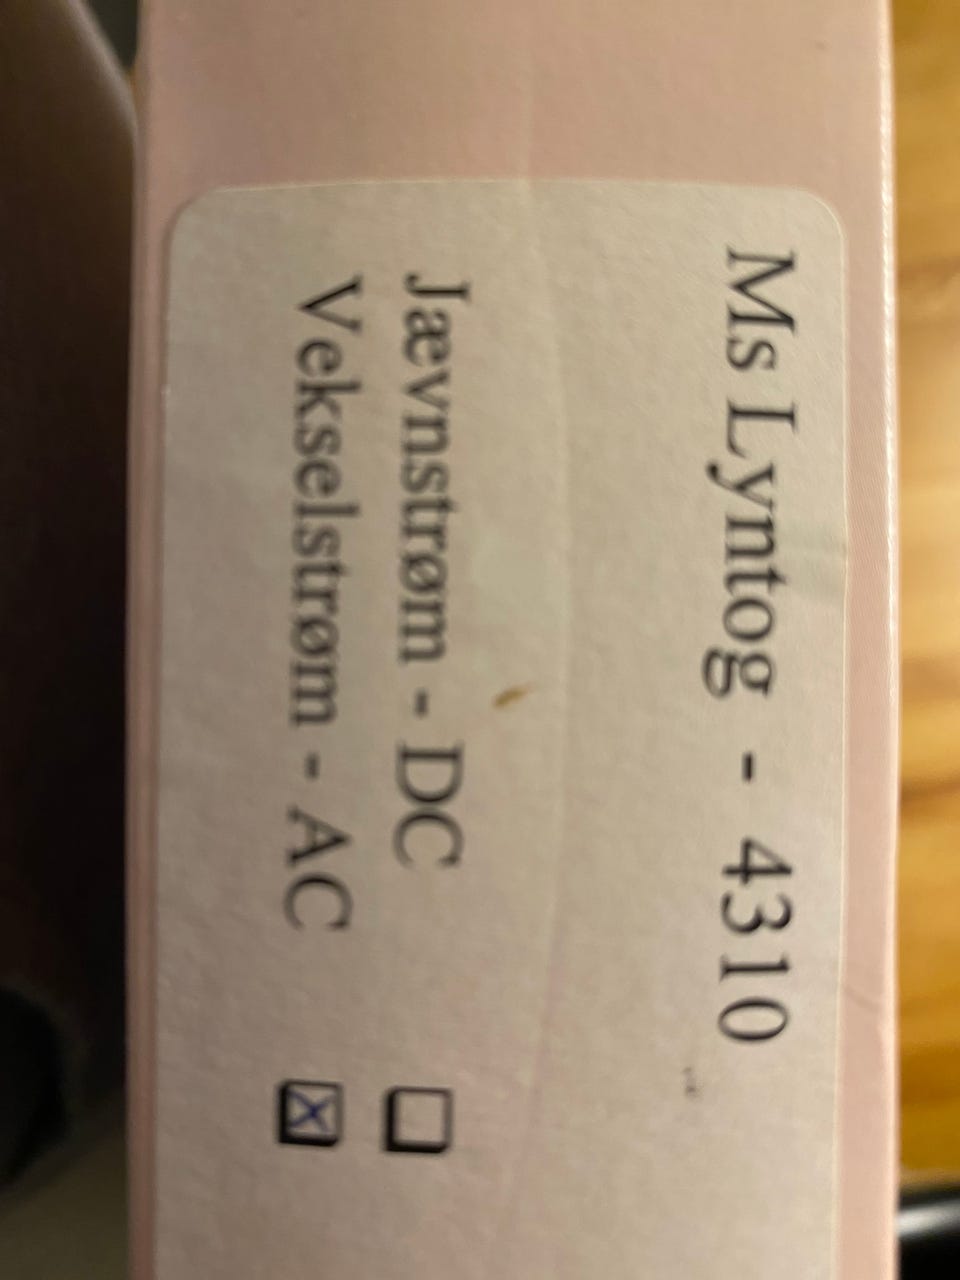 Ms Lyntog - 4310
Jævnstrøm - DC ☐
Vekselstrøm - AC ☒